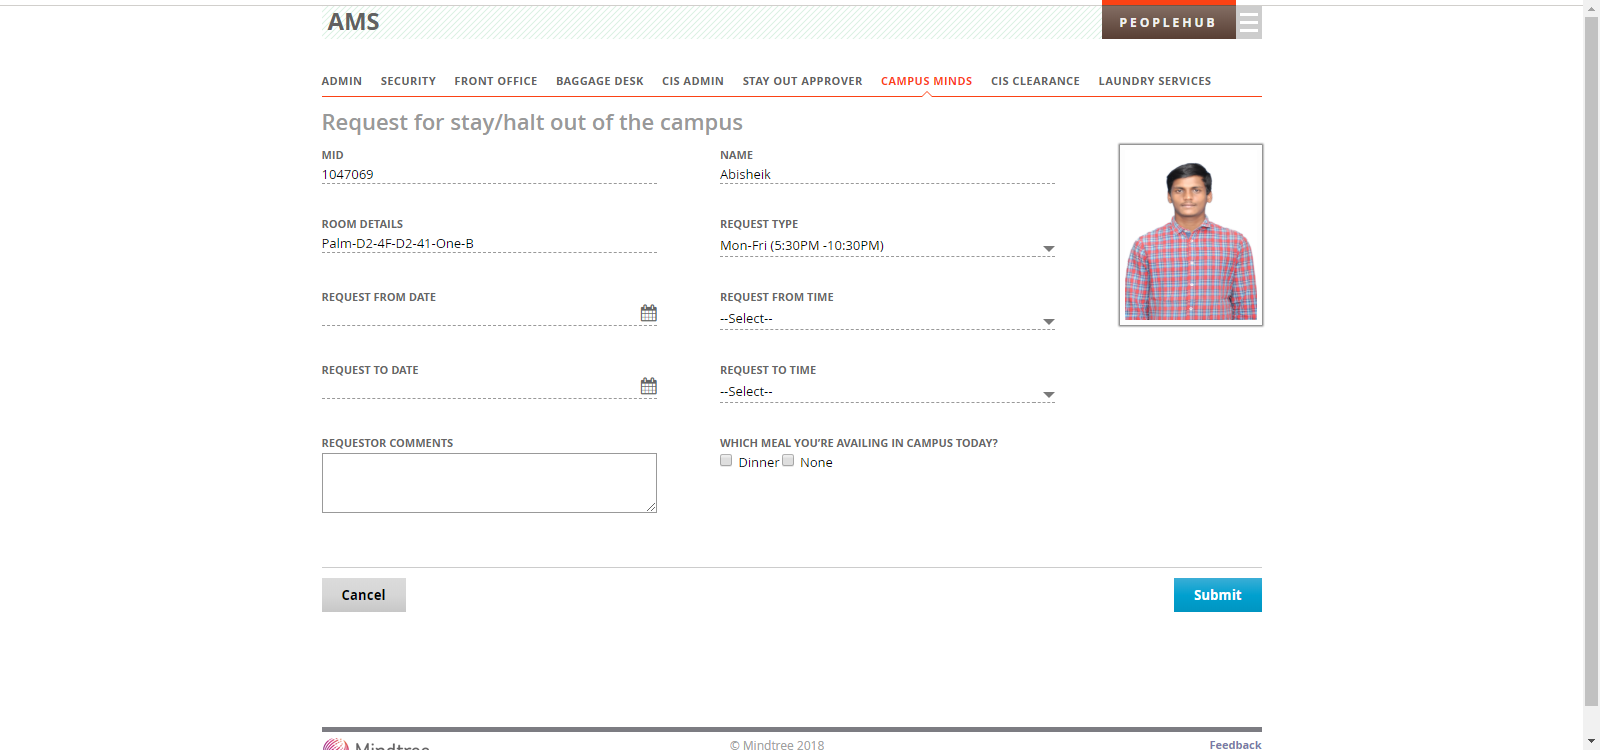 AMS
PEOPLEHUB
ADMIN SECURITY FRONT OFFICE BAGGAGE DESK CIS ADMIN STAY OUT APPROVER CAMPUS MINDS CIS CLEARANCE LAUNDRY SERVICES
Request for stay/halt out of the campus
MID
1047069
NAME
Abisheik
ROOM DETAILS
Palm-D2-4F-D2-41-One-B
REQUEST TYPE
Mon-Fri (5:30PM -10:30PM)
REQUEST FROM DATE
REQUEST FROM TIME
--Select--
REQUEST TO DATE
REQUEST TO TIME
--Select--
REQUESTOR COMMENTS
WHICH MEAL YOU’RE AVAILING IN CAMPUS TODAY?
Dinner None
Cancel
Submit
Mindtree
© Mindtree 2018
Feedback